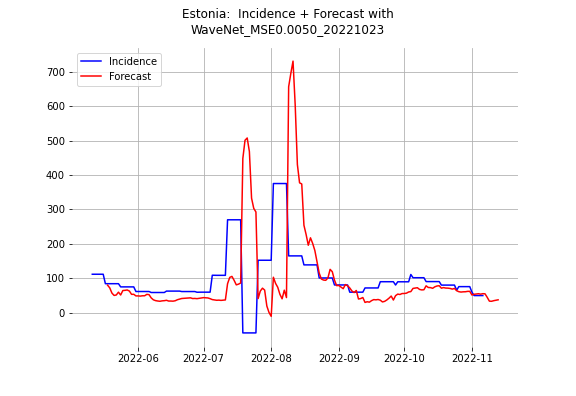 Estonia:  Incidence + Forecast with
WaveNet_MSE0.0050_20221023
Incidence
Forecast
700
600
500
400
300
200
100
0
2022-06 2022-07 2022-08 2022-09 2022-10 2022-11